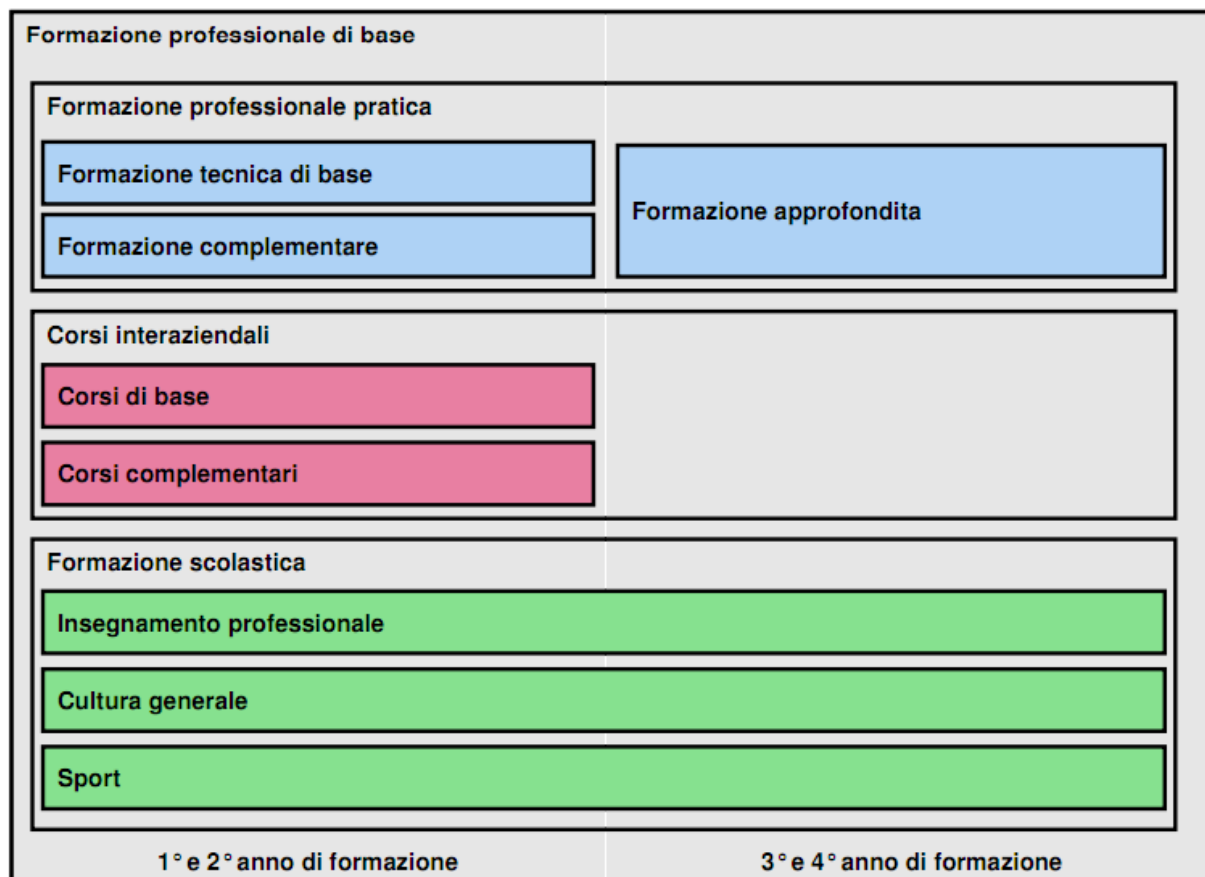 Formazione professionale di base
Formazione professionale pratica
Formazione tecnica di base
Formazione complementare
Formazione approfondita
Corsi interaziendali
Corsi di base
Corsi complementari
Formazione scolastica
Insegnamento professionale
Cultura generale
Sport
1° e 2° anno di formazione
3° e 4° anno di formazione